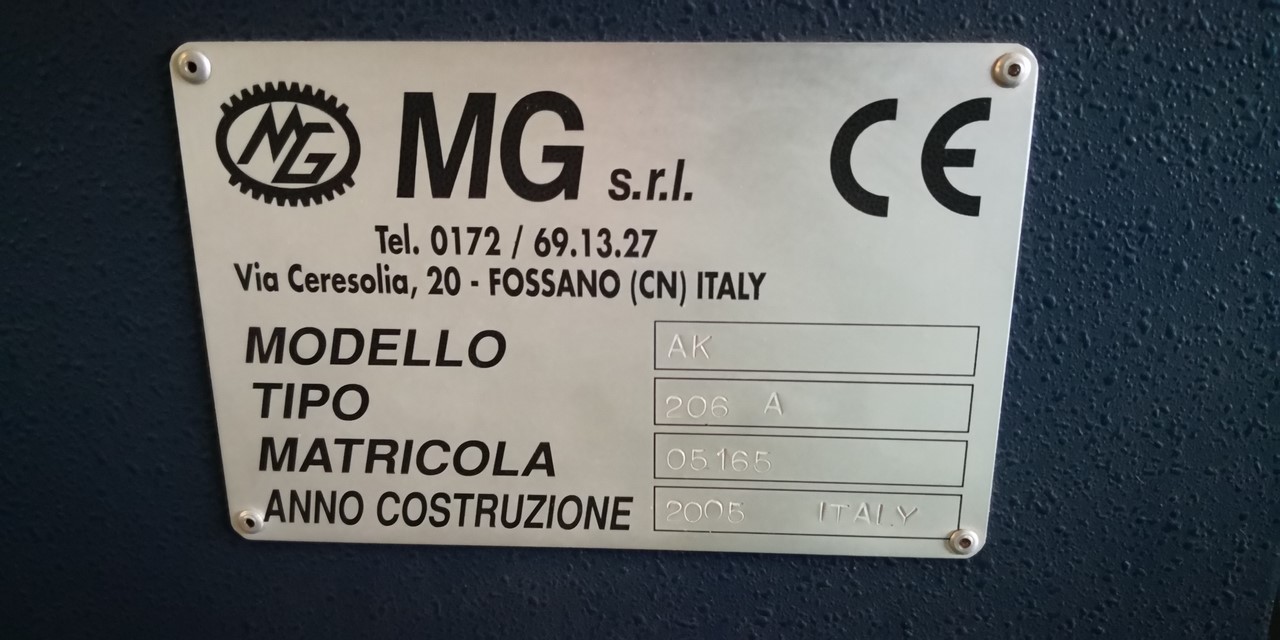 MG MG s.r.l. CE
Tel. 0172 / 69.13.27
Via Ceresolia, 20 - FOSSANO (CN) ITALY
MODELLO AK
TIPO 206 A
MATRICOLA 05165
ANNO COSTRUZIONE 2005 ITALY